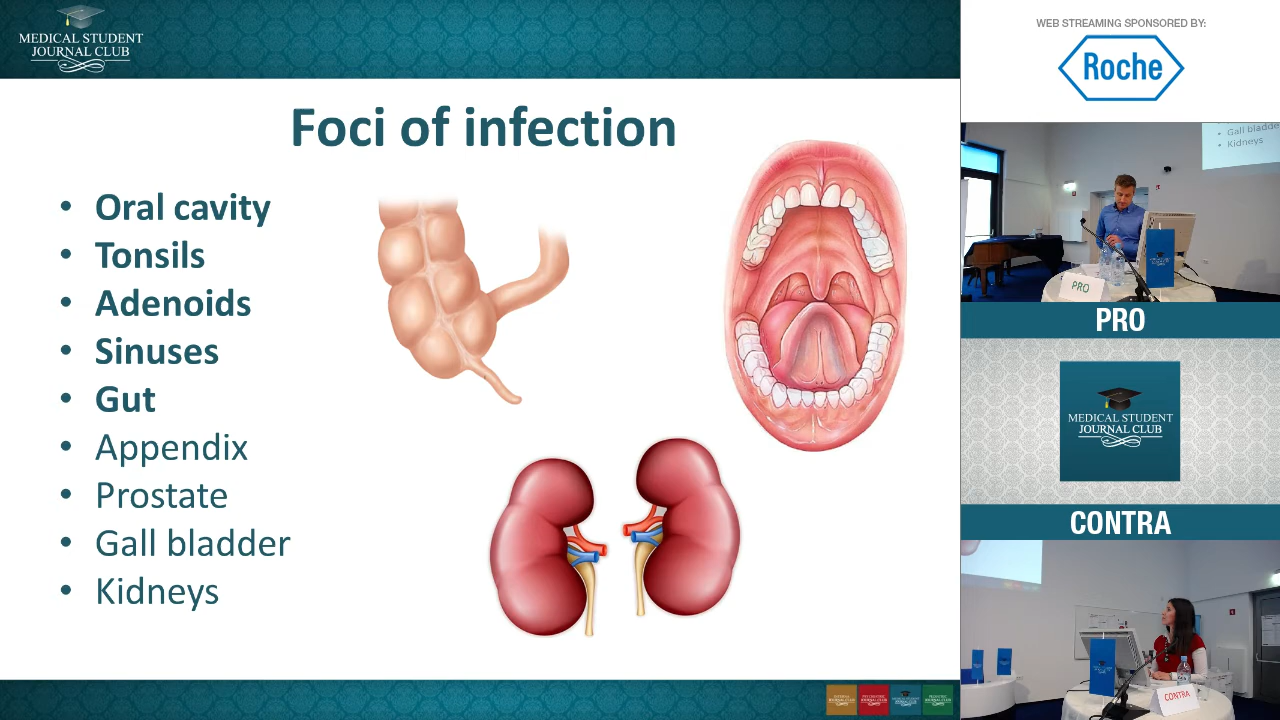 MEDICAL STUDENT
JOURNAL CLUB
Foci of infection
• Oral cavity
• Tonsils
• Adenoids
• Sinuses
• Gut
• Appendix
• Prostate
• Gall bladder
• Kidneys
WEB STREAMING SPONSORED BY:
Roche
• Gall bladde
• Kidneys
PRO
PRO
MEDICAL STUDENT
JOURNAL CLUB
CONTRA
CONTRA